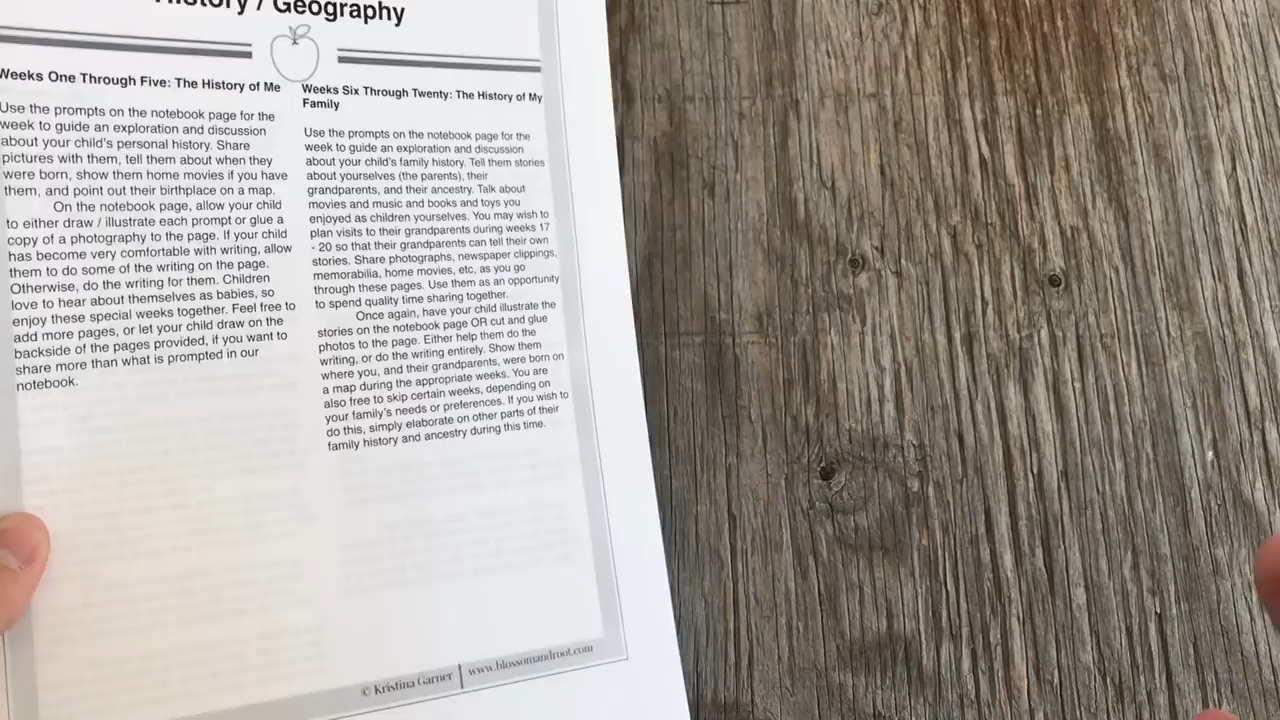 History / Geography
Weeks One Through Five: The History of Me
Use the prompts on the notebook page for the
week to guide an exploration and discussion
about your child's personal history. Share
pictures with them, tell them about when they
were born, show them home movies if you have
them, and point out their birthplace on a map.
On the notebook page, allow your child
to either draw / illustrate each prompt or glue a
copy of a photography to the page. If your child
has become very comfortable with writing, allow
them to do some of the writing on the page.
Otherwise, do the writing for them. Children
love to hear about themselves as babies, so
enjoy these special weeks together. Feel free to
add more pages, or let your child draw on the
backside of the pages provided, if you want to
share more than what is prompted in our
notebook.
Weeks Six Through Twenty: The History of My
Family
Use the prompts on the notebook page for the
week to guide an exploration and discussion
about your child's family history. Tell them stories
about yourselves (the parents), their
grandparents, and their ancestry. Talk about
movies and music and books and toys you
enjoyed as children yourselves. You may wish to
plan visits to their grandparents during weeks 17
- 20 so that their grandparents can tell their own
stories. Share photographs, newspaper clippings,
memorabilia, home movies, etc, as you go
through these pages. Use them as an opportunity
to spend quality time sharing together.
Once again, have your child illustrate the
stories on the notebook page OR cut and glue
photos to the page. Either help them do the
writing, or do the writing entirely. Show them
where you, and their grandparents, were born on
a map during the appropriate weeks. You are
also free to skip certain weeks, depending on
your family's needs or preferences. If you wish to
do this, simply elaborate on other parts of their
family history and ancestry during this time.
© Kristina Garner | www.blossomandroot.com